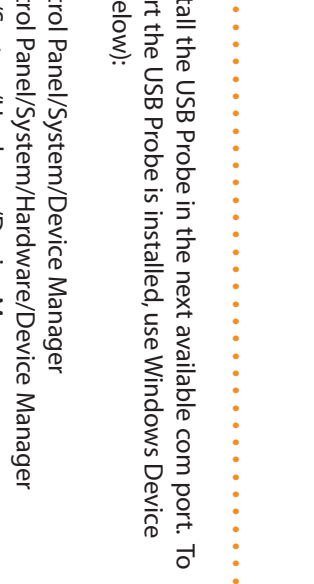 tall the USB Probe in the next available com port. To
rt the USB Probe is installed, use Windows Device
elow):
rol Panel/System/Device Manager
rol Panel/System/Hardware/Device Manager